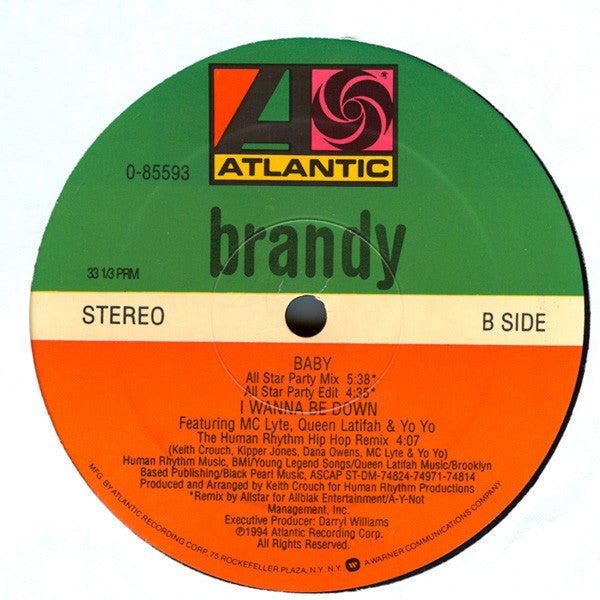 ATLANTIC
0-85593
brandy
33 1/3 PRM
STEREO
B SIDE
BABY
All Star Party Mix 5:38*
All Star Party Edit 4:35*
I WANNA BE DOWN
Featuring MC Lyte, Queen Latifah & Yo Yo
The Human Rhythm Hip Hop Remix 4:07
(Keith Crouch, Kipper Jones, Dana Owens, MC Lyte & Yo Yo)
Human Rhythm Music, BMI/Young Legend Songs/Queen Latifah Music/Brooklyn
Based Publishing/Black Pearl Music, ASCAP ST-DM-74824-74971-74814
Produced and Arranged by Keith Crouch for Human Rhythm Productions
*Remix by Allstar for Allblak Entertainment/A-Y-Not
Management, Inc.
Executive Producer: Darryl Williams
℗1994 Atlantic Recording Corp.
All Rights Reserved.
MFG. BY ATLANTIC RECORDING CORP., 75 ROCKEFELLER PLAZA, N.Y., N.Y. A WARNER COMMUNICATIONS COMPANY